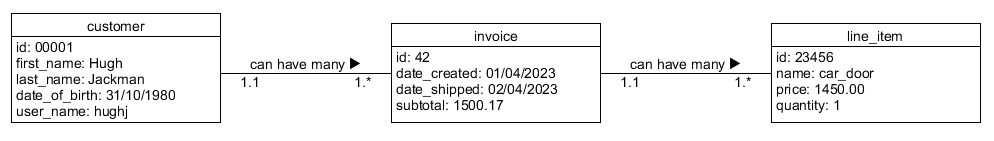 customer
id: 00001
first_name: Hugh
last_name: Jackman
date_of_birth: 31/10/1980
user_name: hughj
can have many ▶
1.1
1.*
invoice
id: 42
date_created: 01/04/2023
date_shipped: 02/04/2023
subtotal: 1500.17
can have many ▶
1.1
1.*
line_item
id: 23456
name: car_door
price: 1450.00
quantity: 1